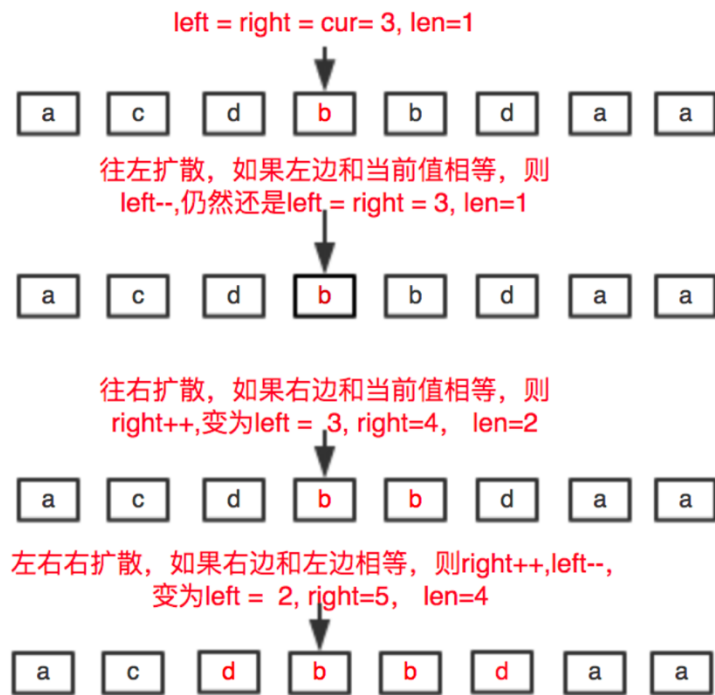 left = right = cur= 3, len=1
a c d b b d a a
往左扩散，如果左边和当前值相等，则
left--,仍然还是left = right = 3, len=1
a c d b b d a a
往右扩散，如果右边和当前值相等，则
right++,变为left = 3, right=4, len=2
a c d b b d a a
左右右扩散，如果右边和左边相等，则right++,left--,
变为left = 2, right=5, len=4
a c d b b d a a